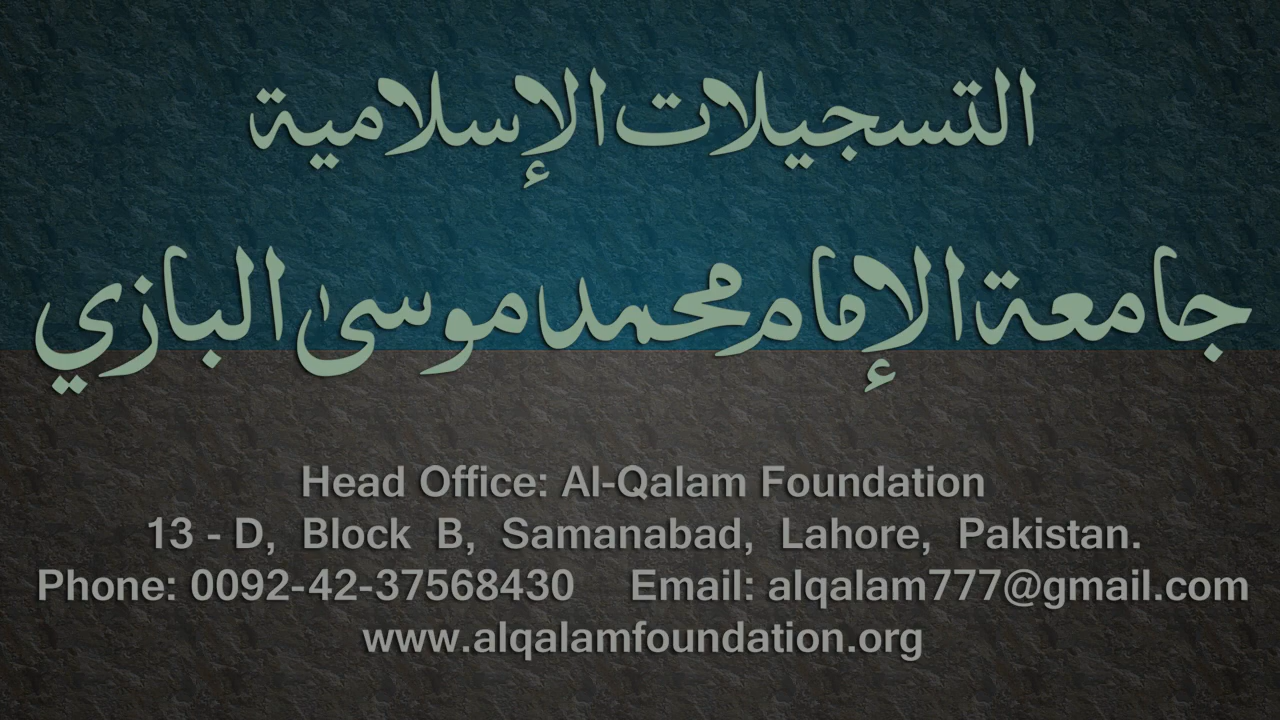 التسجيلات الإسلامية
جامعة الإمام محمد موسىٰ البازي
Head Office: Al-Qalam Foundation
13 - D, Block B, Samanabad, Lahore, Pakistan.
Phone: 0092-42-37568430 Email: alqalam777@gmail.com
www.alqalamfoundation.org